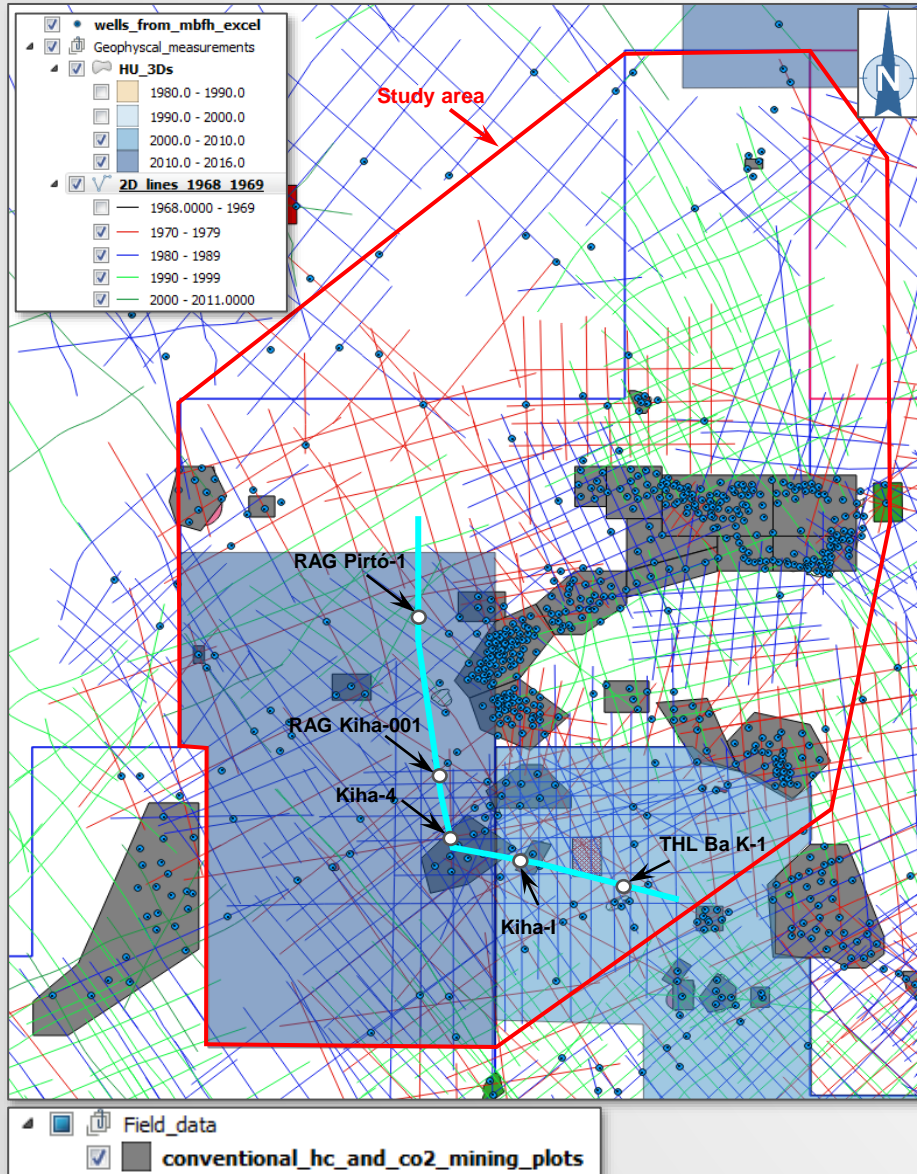 wells_from_mbfh_excel
Geophyscal_measurements
HU_3Ds
1980.0 - 1990.0
1990.0 - 2000.0
2000.0 - 2010.0
2010.0 - 2016.0
2D_lines_1968_1969
1968.0000 - 1969
1970 - 1979
1980 - 1989
1990 - 1999
2000 - 2011.0000
Study area
N
RAG Pirtó-1
RAG Kiha-001
Kiha-4
THL Ba K-1
Kiha-I
Field_data
conventional_hc_and_co2_mining_plots